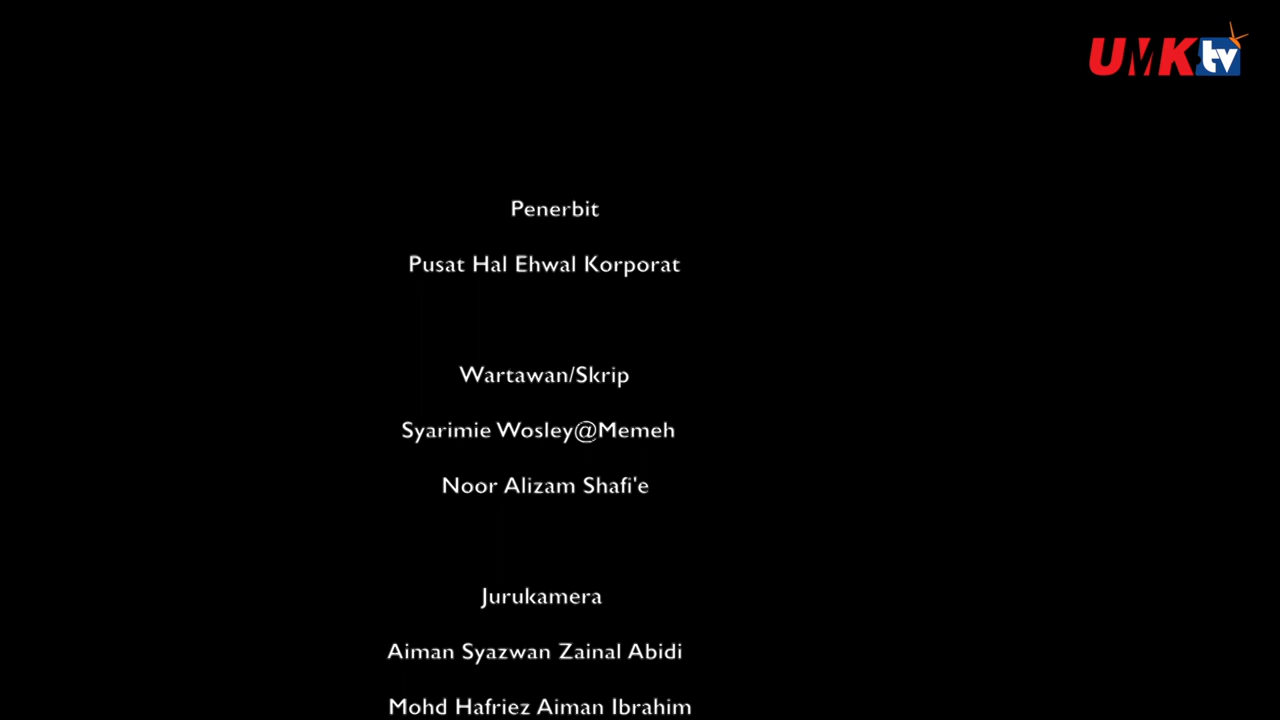 UMKtv
Penerbit
Pusat Hal Ehwal Korporat
Wartawan/Skrip
Syarimie Wosley@Memeh
Noor Alizam Shafi'e
Jurukamera
Aiman Syazwan Zainal Abidi
Mohd Hafriez Aiman Ibrahim